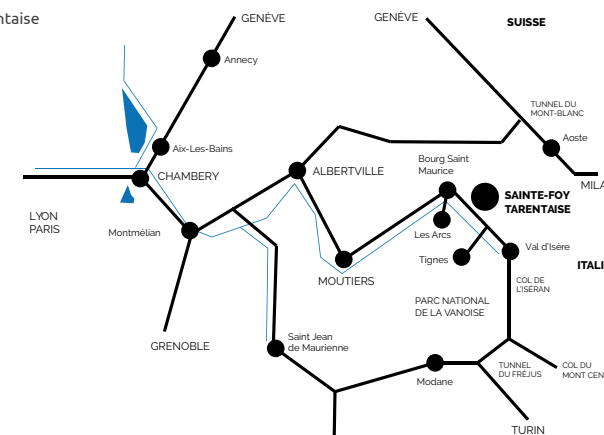 ntaise
GENÈVE
GENÈVE
SUISSE
Annecy
TUNNEL DU
MONT-BLANC
Aoste
Aix-Les-Bains
CHAMBERY
ALBERTVILLE
Bourg Saint
Maurice
MILA
SAINTE-FOY
TARENTAISE
LYON
PARIS
Montmélian
Les Arcs
Val d'Isère
Tignes
ITALI
MOUTIERS
COL DE
L'ISÉRAN
PARC NATIONAL
DE LA VANOISE
GRENOBLE
Saint Jean
de Maurienne
Modane
TUNNEL
DU FRÉJUS
COL DU
MONT CEN
TURIN